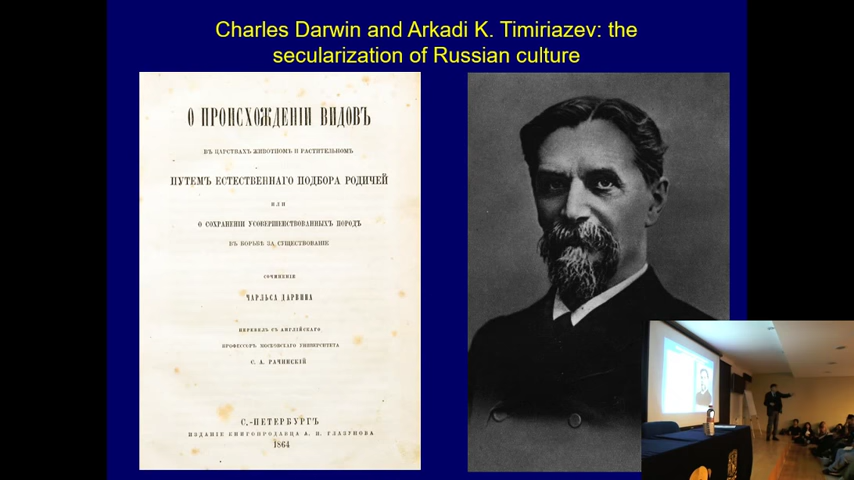 Charles Darwin and Arkadi K. Timiriazev: the
secularization of Russian culture
О ПРОИСХОЖДЕНІИ ВИДОВЪ
ВЪ ЦАРСТВАХЪ ЖИВОТНОМЪ И РАСТИТЕЛЬНОМЪ
ПУТЕМЪ ЕСТЕСТВЕННАГО ПОДБОРА РОДИЧЕЙ
ИЛИ
О СОХРАНЕНІИ УСОВЕРШЕНСТВОВАННЫХЪ ПОРОДЪ
ВЪ БОРЬБѢ ЗА СУЩЕСТВОВАНІЕ
СОЧИНЕНІЕ
ЧАРЛЬСА ДАРВИНА
ПЕРЕВЕЛЪ СЪ АНГЛІЙСКАГО
ПРОФЕССОРЪ МОСКОВСКАГО УНИВЕРСИТЕТА
С. А. РАЧИНСКІЙ
С.-ПЕТЕРБУРГЪ
ИЗДАНІЕ КНИГОПРОДАВЦА А. И. ГЛАЗУНОВА
1864